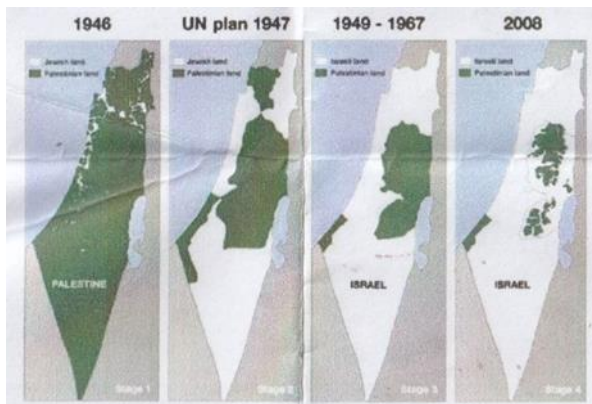 1946
UN plan 1947
1949 - 1967
2008
Jewish land
Palestinian land
Jewish land
Palestinian land
Israeli land
Palestinian land
Israeli land
Palestinian land
PALESTINE
ISRAEL
ISRAEL
Stage 1
Stage 2
Stage 3
Stage 4